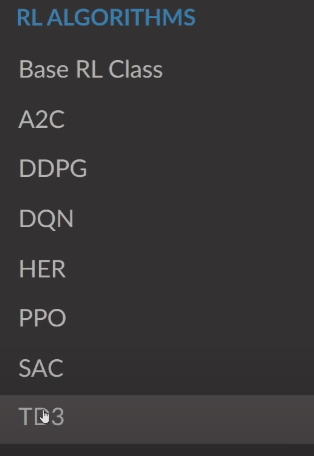 RL ALGORITHMS
Base RL Class
A2C
DDPG
DQN
HER
PPO
SAC
TD3